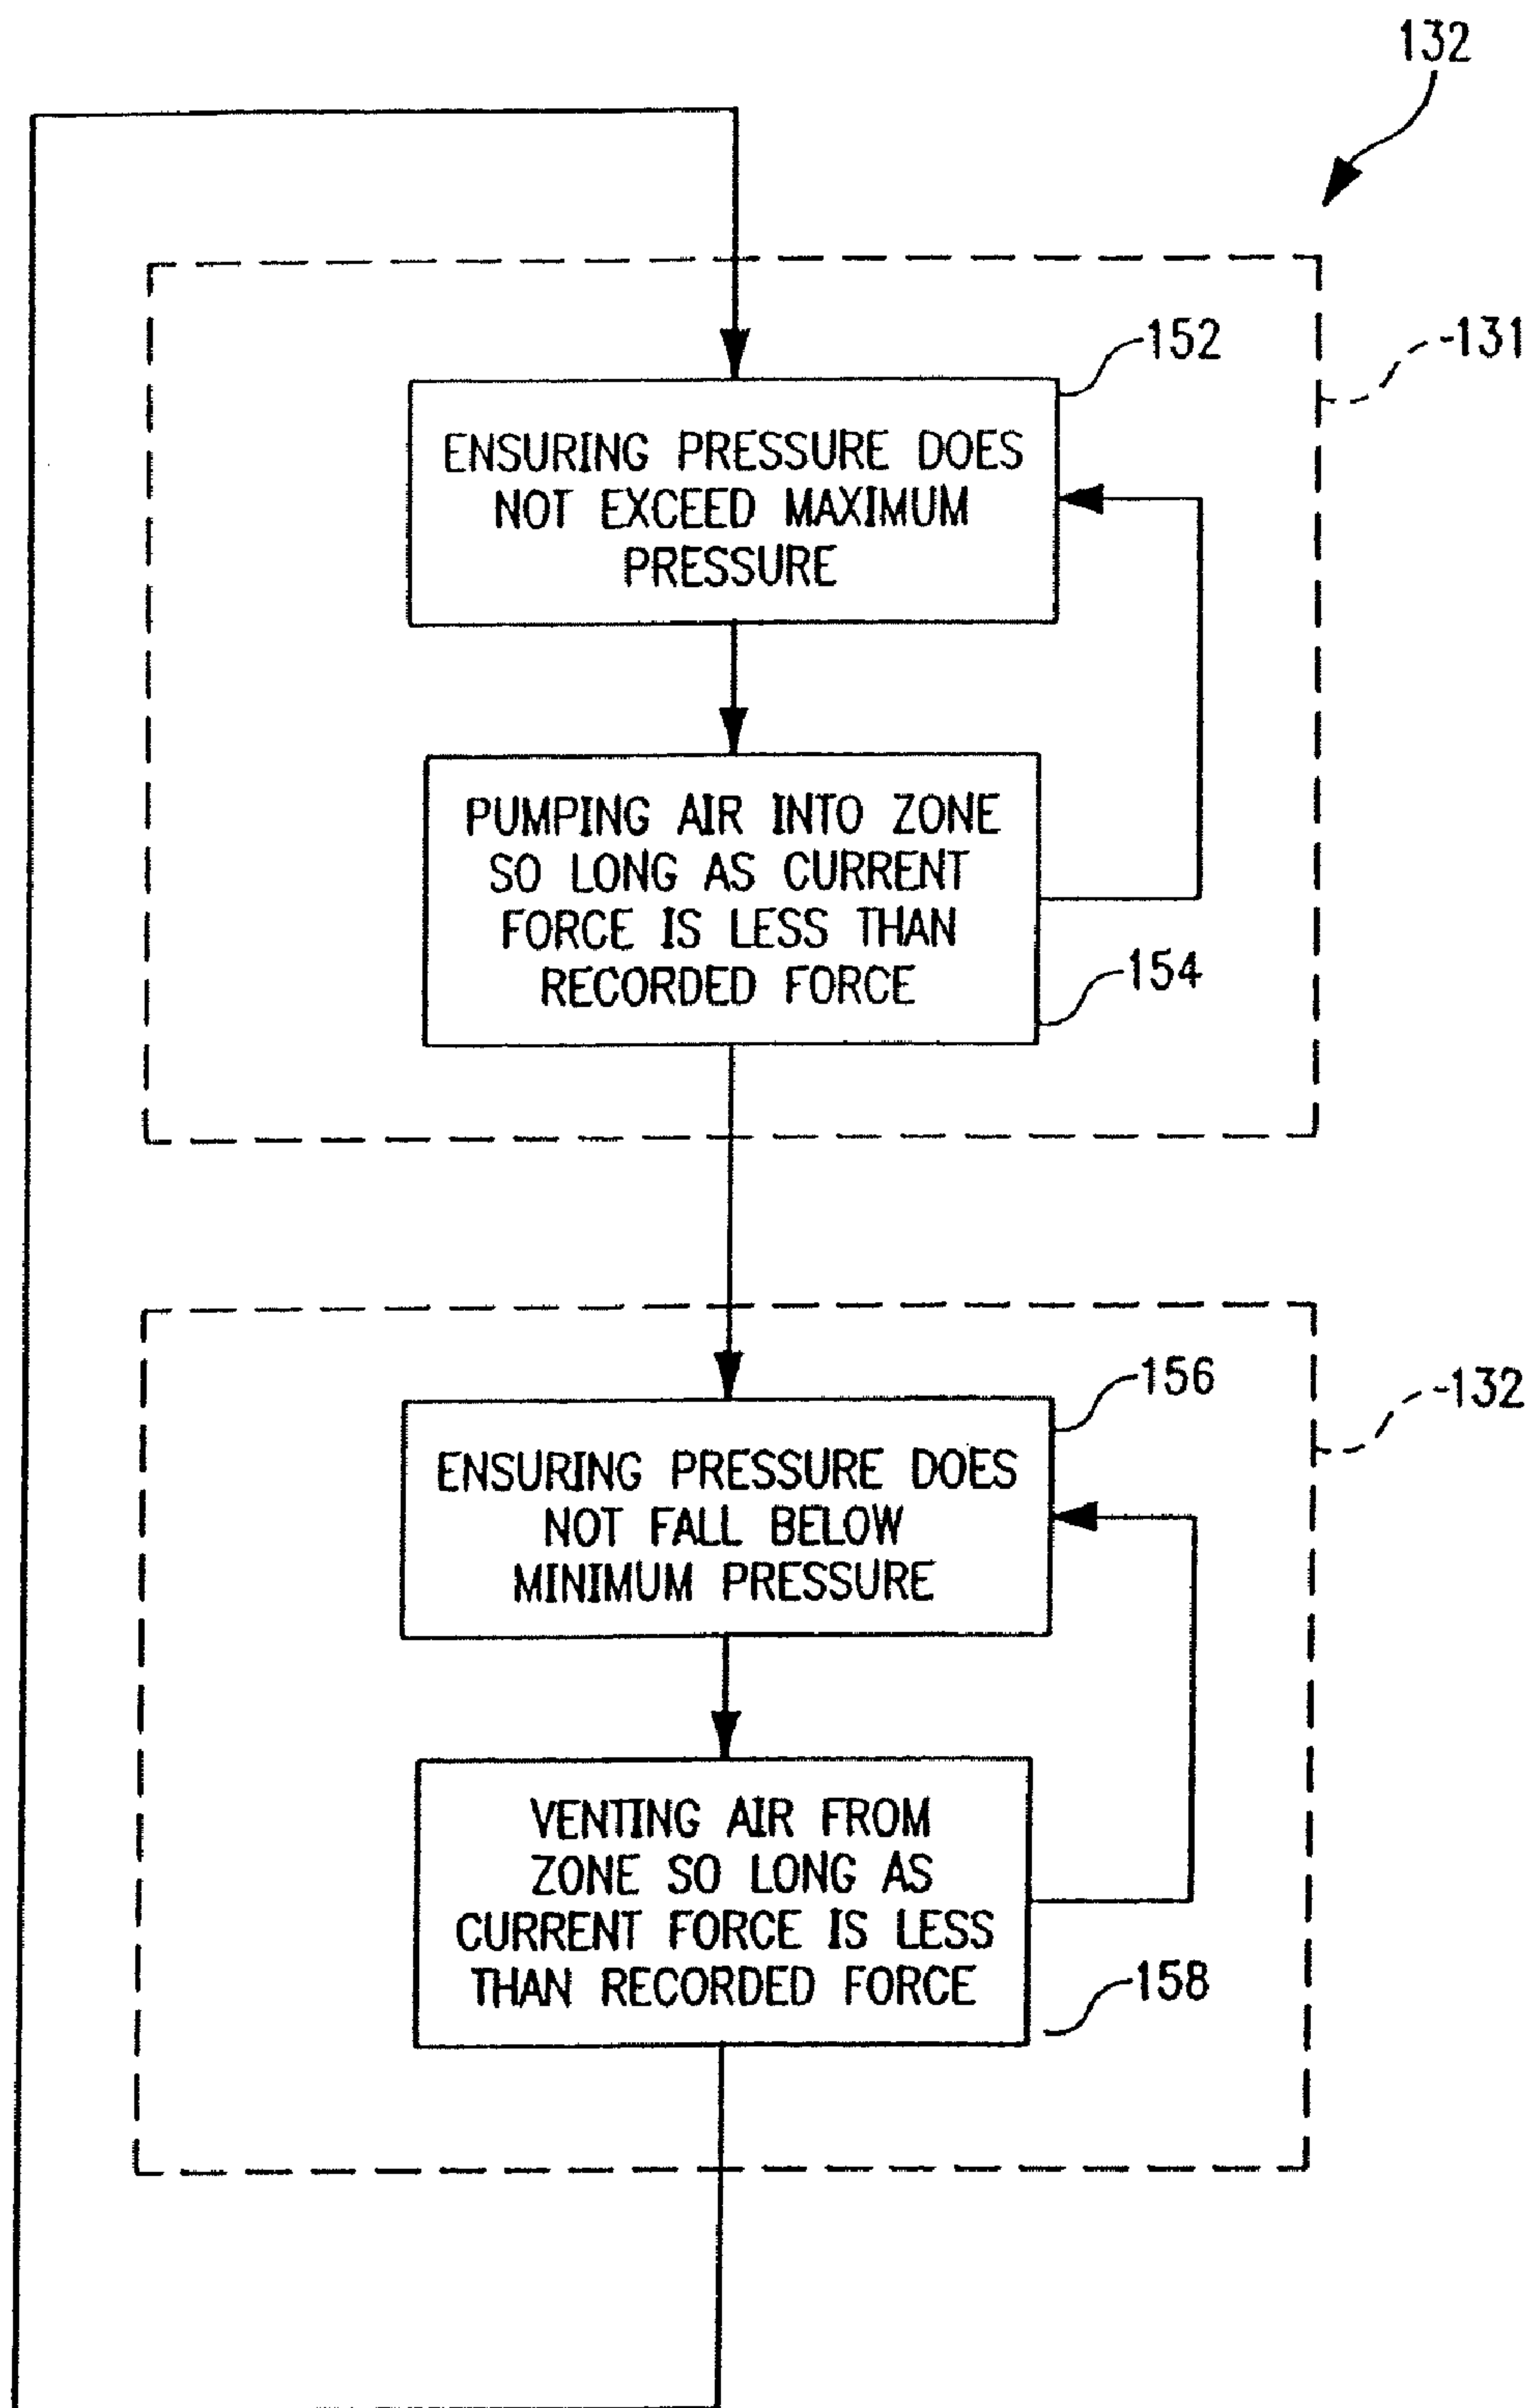 132
152
131
ENSURING PRESSURE DOES
NOT EXCEED MAXIMUM
PRESSURE
PUMPING AIR INTO ZONE
SO LONG AS CURRENT
FORCE IS LESS THAN
RECORDED FORCE
154
156
132
ENSURING PRESSURE DOES
NOT FALL BELOW
MINIMUM PRESSURE
VENTING AIR FROM
ZONE SO LONG AS
CURRENT FORCE IS LESS
THAN RECORDED FORCE
158